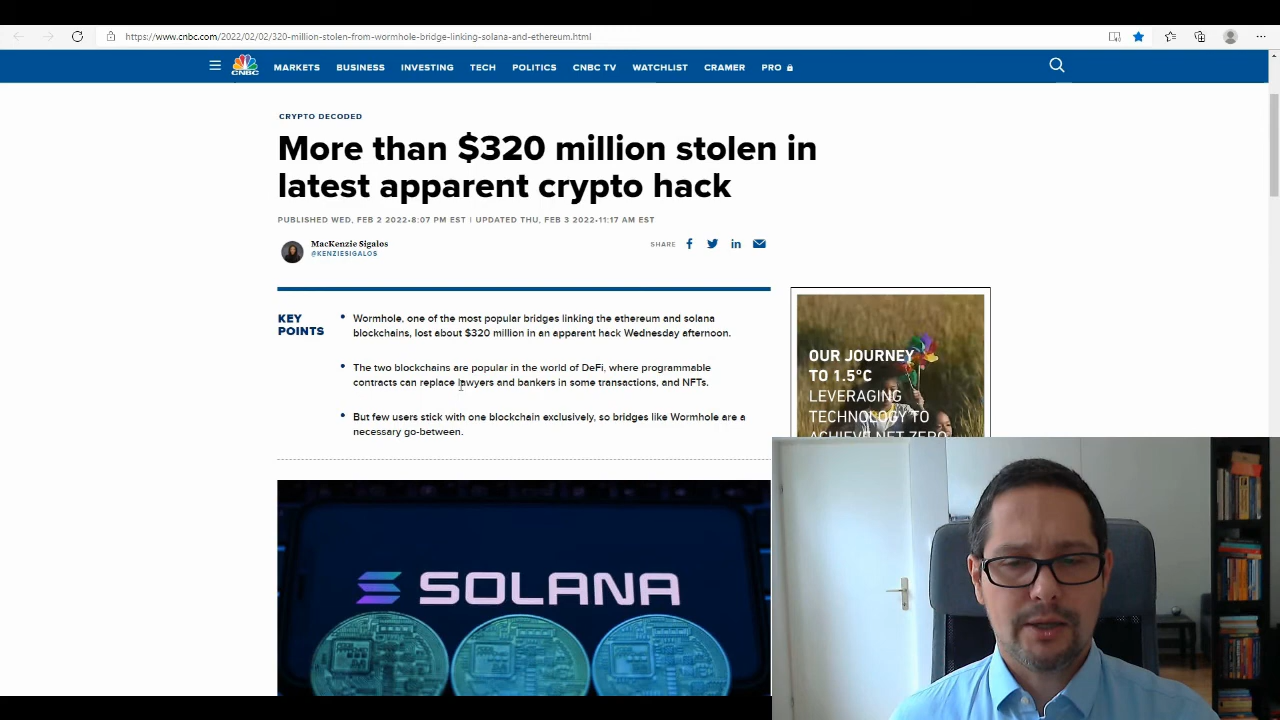 https://www.cnbc.com/2022/02/02/320-million-stolen-from-wormhole-bridge-linking-solana-and-ethereum.html
CNBC
MARKETS BUSINESS INVESTING TECH POLITICS CNBC TV WATCHLIST CRAMER PRO
CRYPTO DECODED
More than $320 million stolen in
latest apparent crypto hack
PUBLISHED WED, FEB 2 2022•8:07 PM EST | UPDATED THU, FEB 3 2022•11:17 AM EST
MacKenzie Sigalos
@KENZIESIGALOS
SHARE
KEY
POINTS
Wormhole, one of the most popular bridges linking the ethereum and solana
blockchains, lost about $320 million in an apparent hack Wednesday afternoon.
The two blockchains are popular in the world of DeFi, where programmable
contracts can replace lawyers and bankers in some transactions, and NFTs.
But few users stick with one blockchain exclusively, so bridges like Wormhole are a
necessary go-between.
OUR JOURNEY
TO 1.5°C
LEVERAGING
TECHNOLOGY TO
ACHIEVE NET ZERO
SOLANA